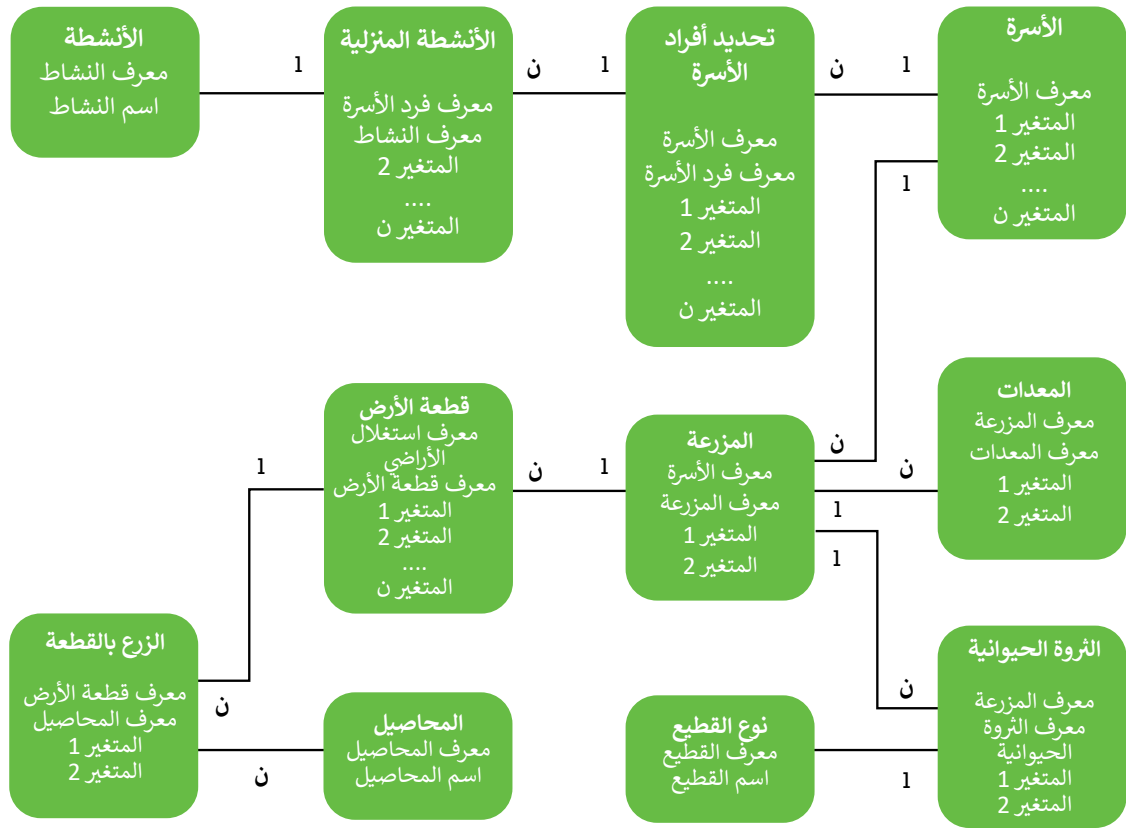 الأسرة
معرف الأسرة
المتغير 1
المتغير 2
....
المتغير ن
1
1
ن
تحديد أفراد
الأسرة
معرف الأسرة
معرف فرد الأسرة
المتغير 1
المتغير 2
....
المتغير ن
1
ن
الأنشطة المنزلية
معرف فرد الأسرة
معرف النشاط
المتغير 2
....
المتغير ن
1
الأنشطة
معرف النشاط
اسم النشاط
المعدات
معرف المزرعة
معرف المعدات
المتغير 1
المتغير 2
ن
ن
1
1
المزرعة
معرف الأسرة
معرف المزرعة
المتغير 1
المتغير 2
1
ن
قطعة الأرض
معرف استغلال
الأراضي
معرف قطعة الأرض
المتغير 1
المتغير 2
....
المتغير ن
1
الثروة الحيوانية
معرف المزرعة
معرف الثروة
الحيوانية
المتغير 1
المتغير 2
ن
1
نوع القطيع
معرف القطيع
اسم القطيع
المحاصيل
معرف المحاصيل
اسم المحاصيل
ن
ن
الزرع بالقطعة
معرف قطعة الأرض
معرف المحاصيل
المتغير 1
المتغير 2